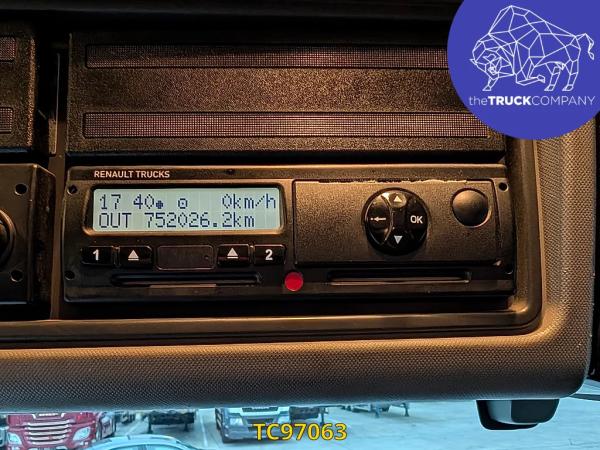 theTRUCKCOMPANY
RENAULT TRUCKS
17 40 0km/h
OUT 752026.2km
1 2
OK
TC97063